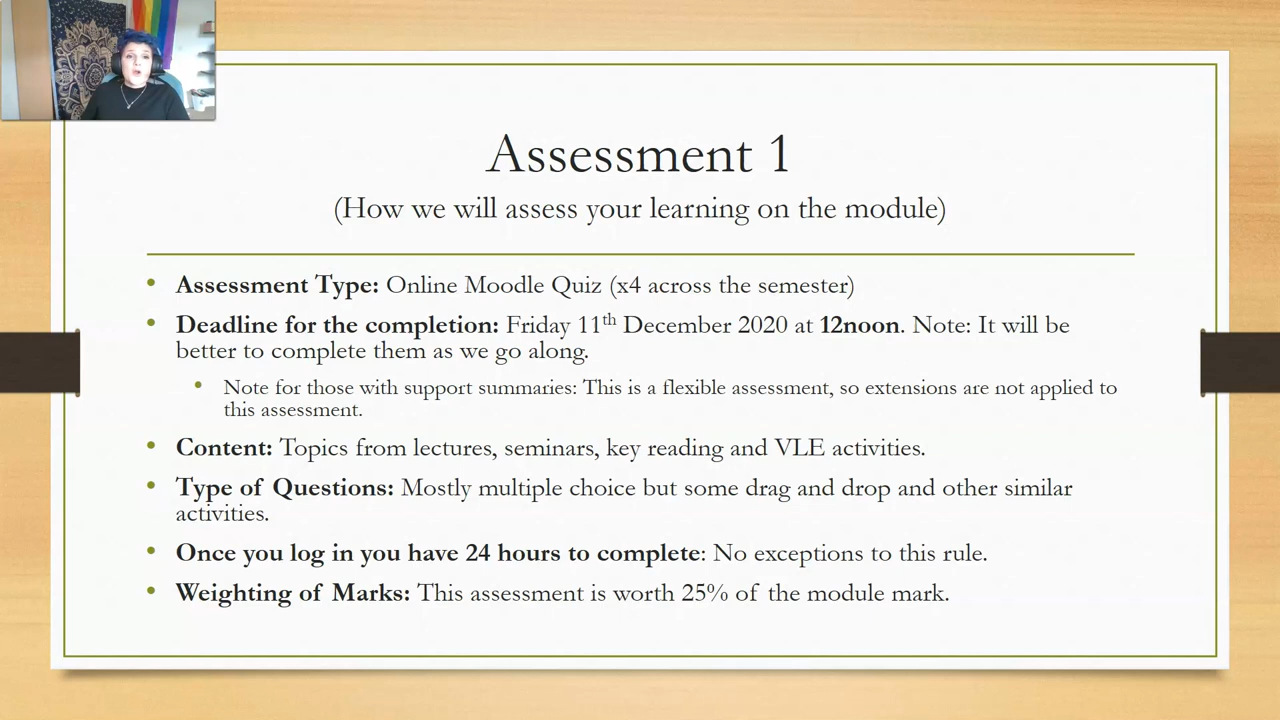 Assessment 1
(How we will assess your learning on the module)
• Assessment Type: Online Moodle Quiz (x4 across the semester)
• Deadline for the completion: Friday 11th December 2020 at 12noon. Note: It will be
better to complete them as we go along.
• Note for those with support summaries: This is a flexible assessment, so extensions are not applied to
this assessment.
• Content: Topics from lectures, seminars, key reading and VLE activities.
• Type of Questions: Mostly multiple choice but some drag and drop and other similar
activities.
• Once you log in you have 24 hours to complete: No exceptions to this rule.
• Weighting of Marks: This assessment is worth 25% of the module mark.